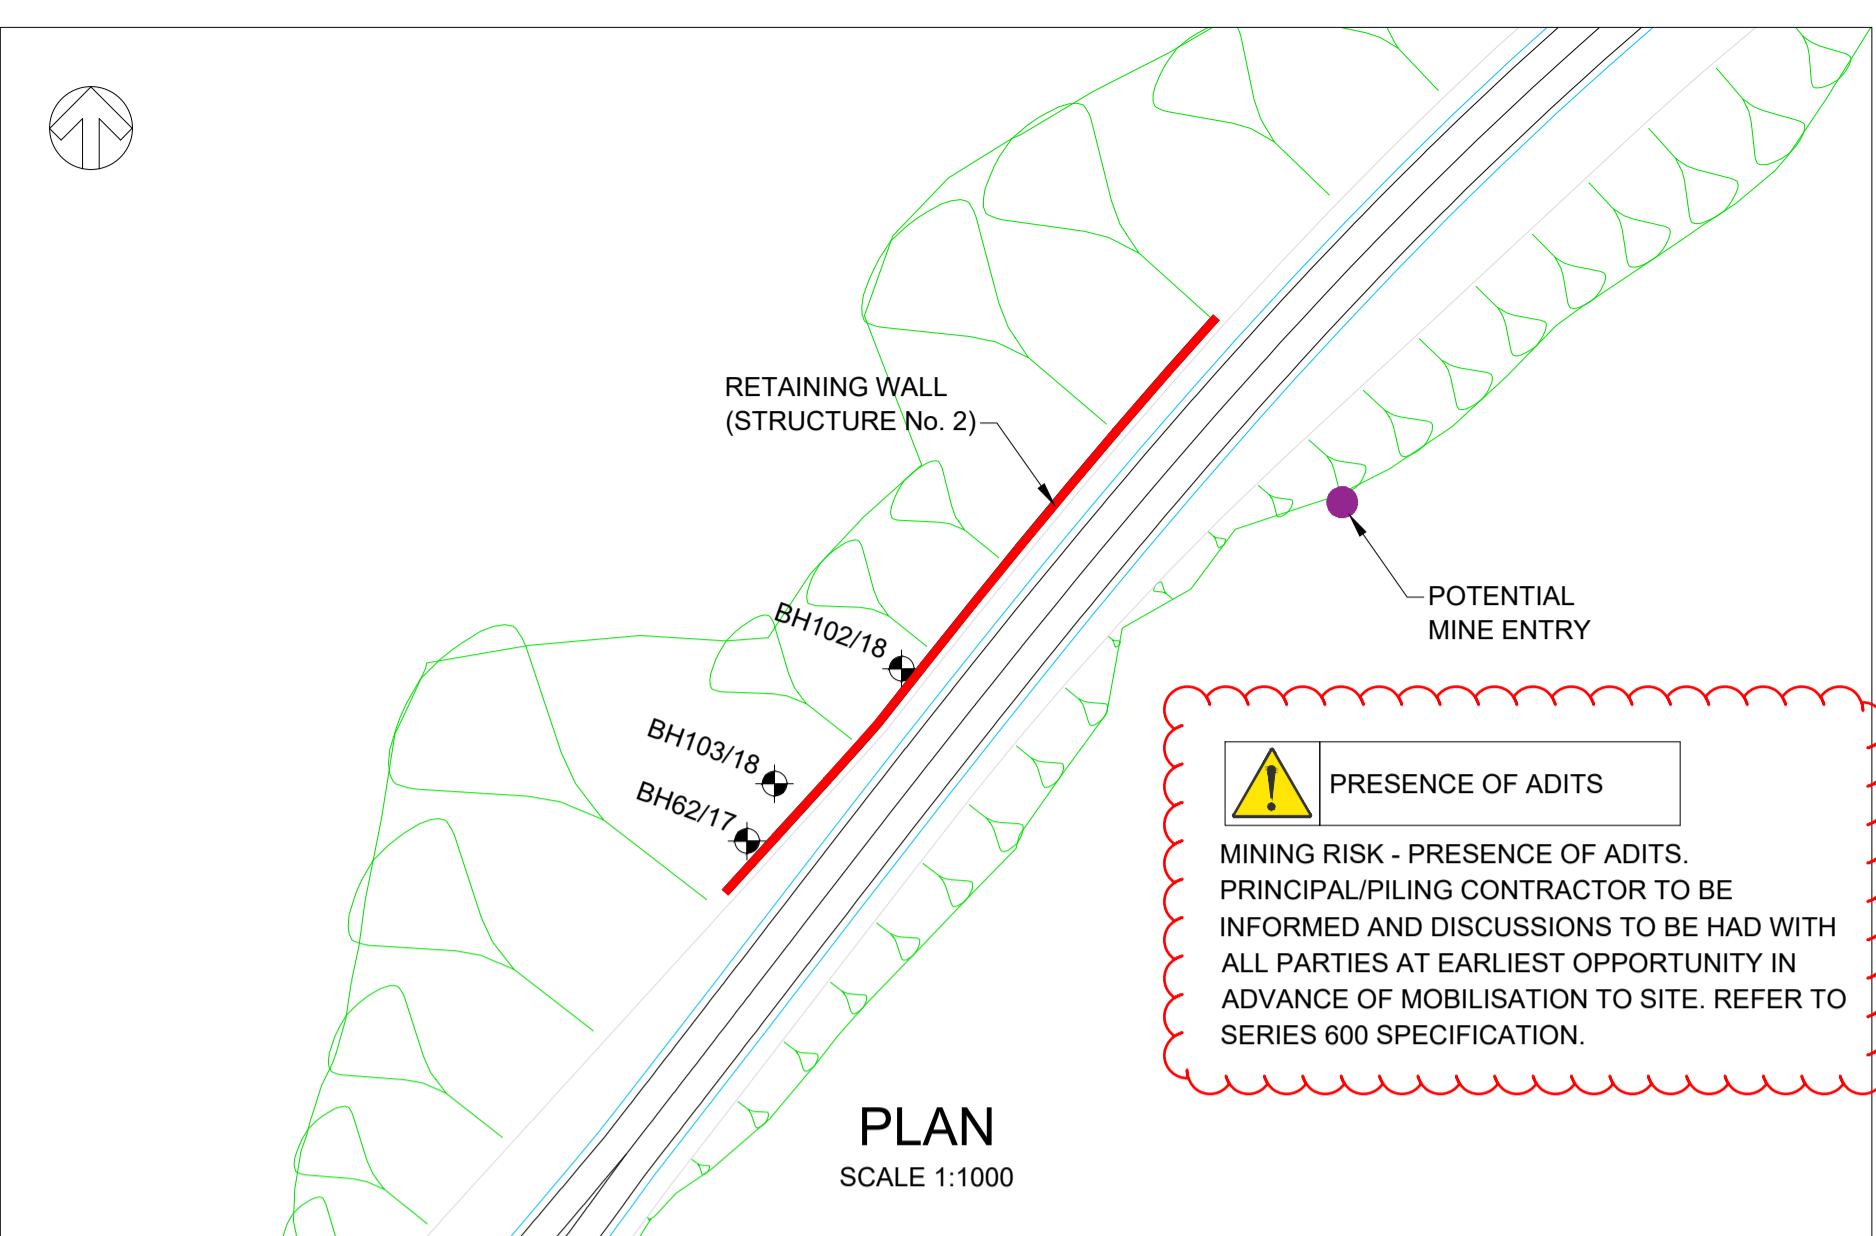 RETAINING WALL
(STRUCTURE No. 2)
BH102/18
BH103/18
BH62/17
POTENTIAL
MINE ENTRY
PRESENCE OF ADITS
MINING RISK - PRESENCE OF ADITS.
PRINCIPAL/PILING CONTRACTOR TO BE
INFORMED AND DISCUSSIONS TO BE HAD WITH
ALL PARTIES AT EARLIEST OPPORTUNITY IN
ADVANCE OF MOBILISATION TO SITE. REFER TO
SERIES 600 SPECIFICATION.
PLAN
SCALE 1:1000